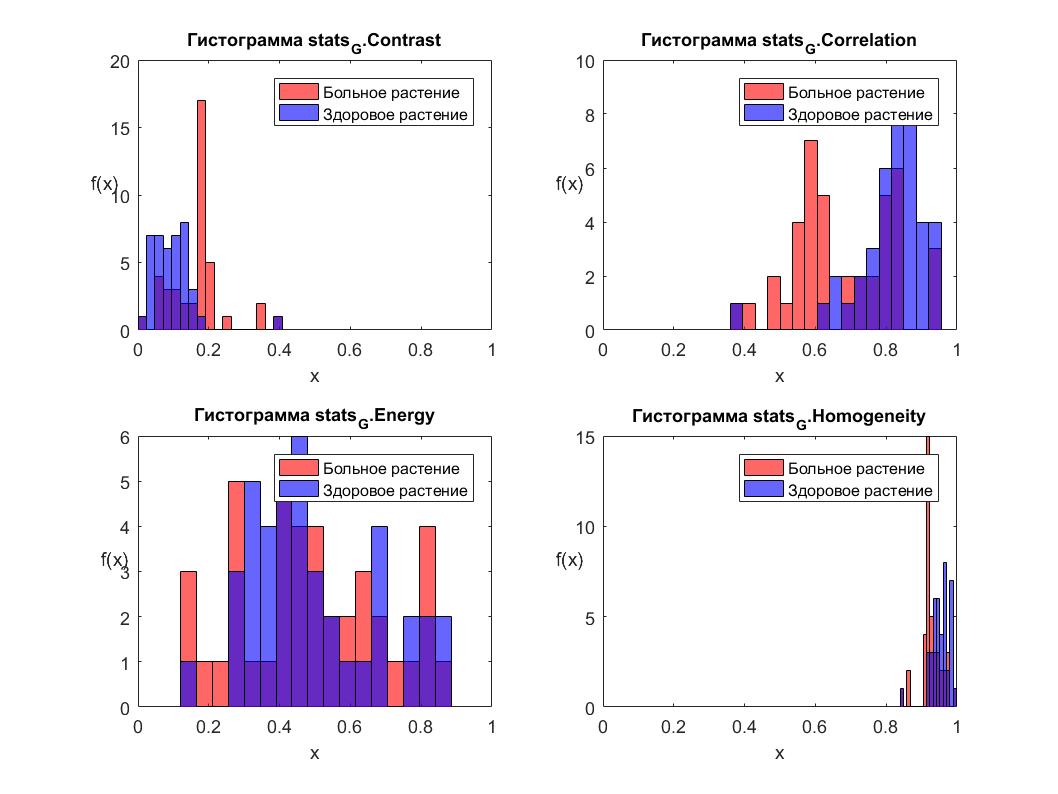 Гистограмма stats_G.Contrast
20
15
10
5
0
f(x)
Больное растение
Здоровое растение
0 0.2 0.4 0.6 0.8 1
x
Гистограмма stats_G.Correlation
10
8
6
4
2
0
f(x)
Больное растение
Здоровое растение
0 0.2 0.4 0.6 0.8 1
x
Гистограмма stats_G.Energy
6
5
4
3
2
1
0
f(x)
Больное растение
Здоровое растение
0 0.2 0.4 0.6 0.8 1
x
Гистограмма stats_G.Homogeneity
15
10
5
0
f(x)
Больное растение
Здоровое растение
0 0.2 0.4 0.6 0.8 1
x